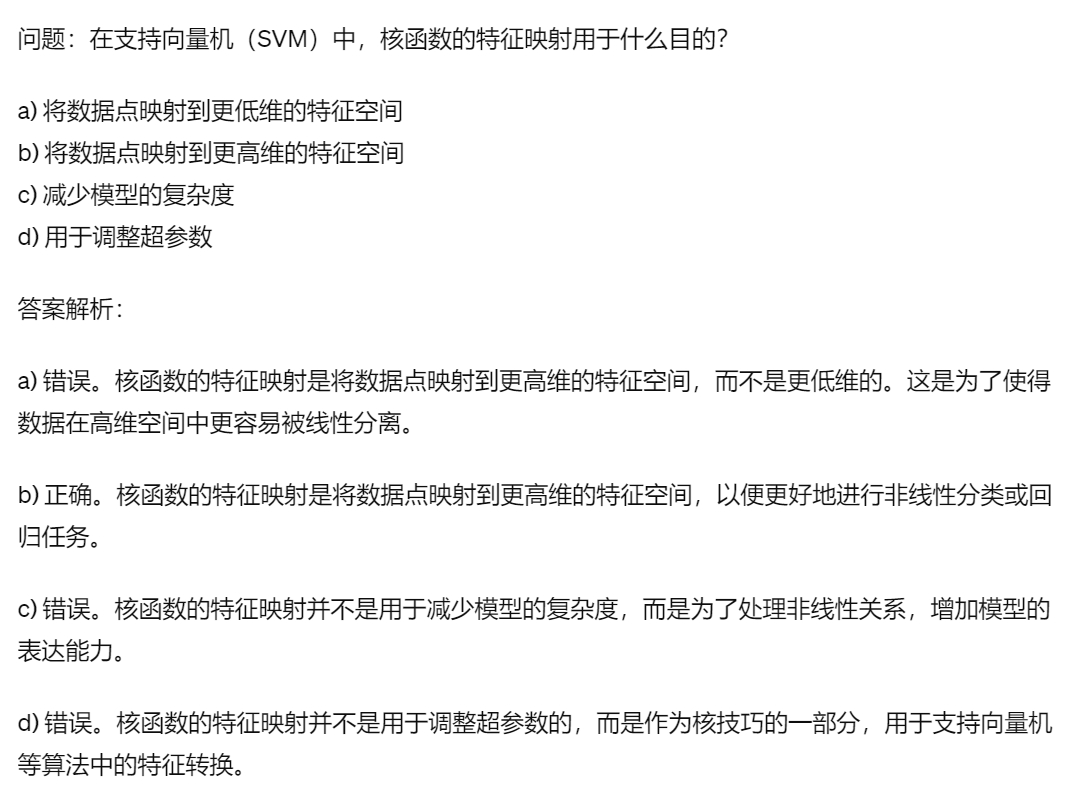 问题：在支持向量机（SVM）中，核函数的特征映射用于什么目的？
a) 将数据点映射到更低维的特征空间
b) 将数据点映射到更高维的特征空间
c) 减少模型的复杂度
d) 用于调整超参数
答案解析：
a) 错误。核函数的特征映射是将数据点映射到更高维的特征空间，而不是更低维的。这是为了使得
数据在高维空间中更容易被线性分离。
b) 正确。核函数的特征映射是将数据点映射到更高维的特征空间，以便更好地进行非线性分类或回
归任务。
c) 错误。核函数的特征映射并不是用于减少模型的复杂度，而是为了处理非线性关系，增加模型的
表达能力。
d) 错误。核函数的特征映射并不是用于调整超参数的，而是作为核技巧的一部分，用于支持向量机
等算法中的特征转换。